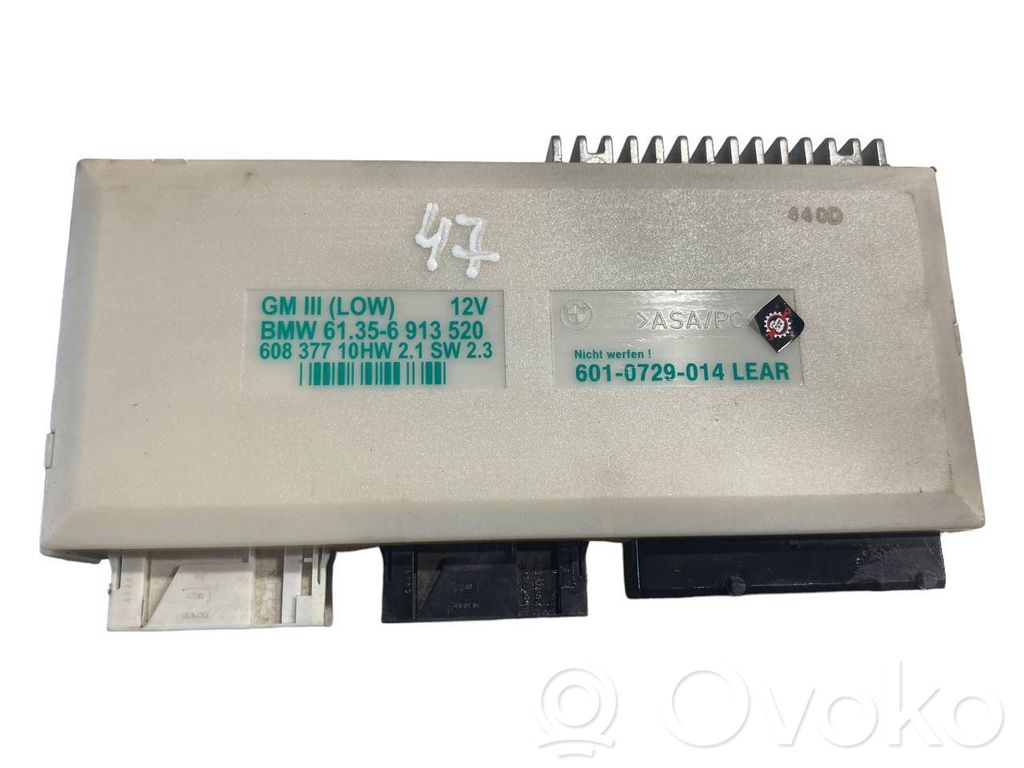 440D
47
GM III (LOW) 12V
BMW 61.35-6 913 520
608 377 10HW 2.1 SW 2.3
>ASA/PC
Nicht werfen !
601-0729-014 LEAR
Ovoko